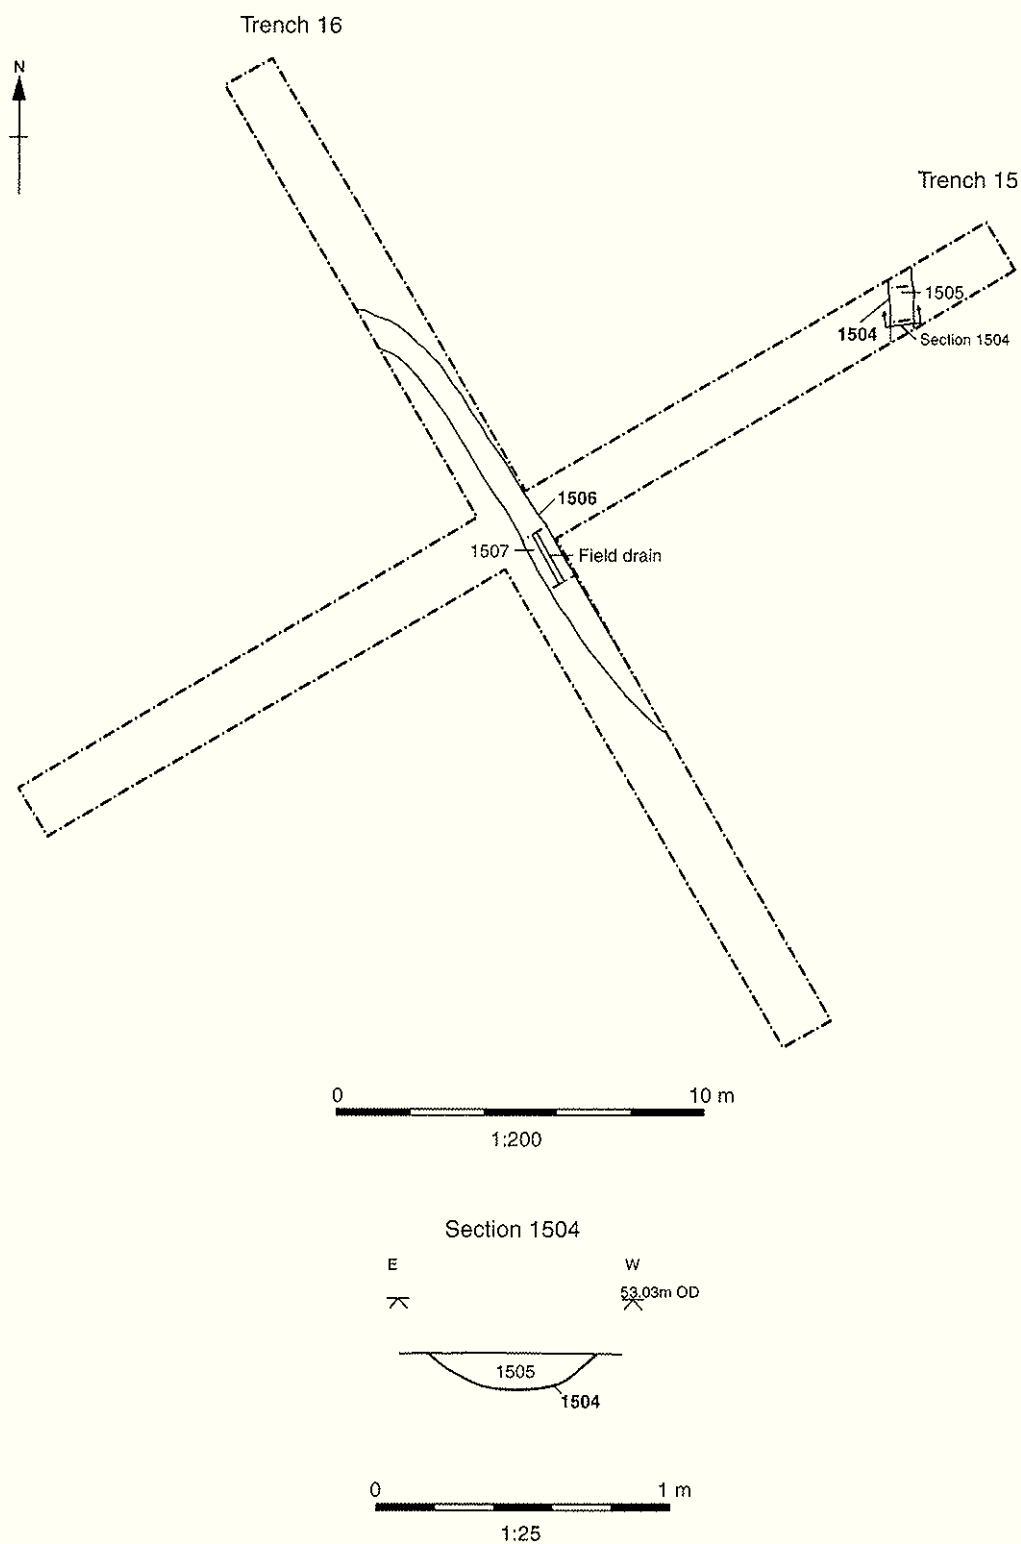 Trench 16
N
Trench 15
1505
1504
Section 1504
1506
1507
Field drain
0 10 m
1:200
Section 1504
E W
53.03m OD
1505
1504
0 1 m
1:25